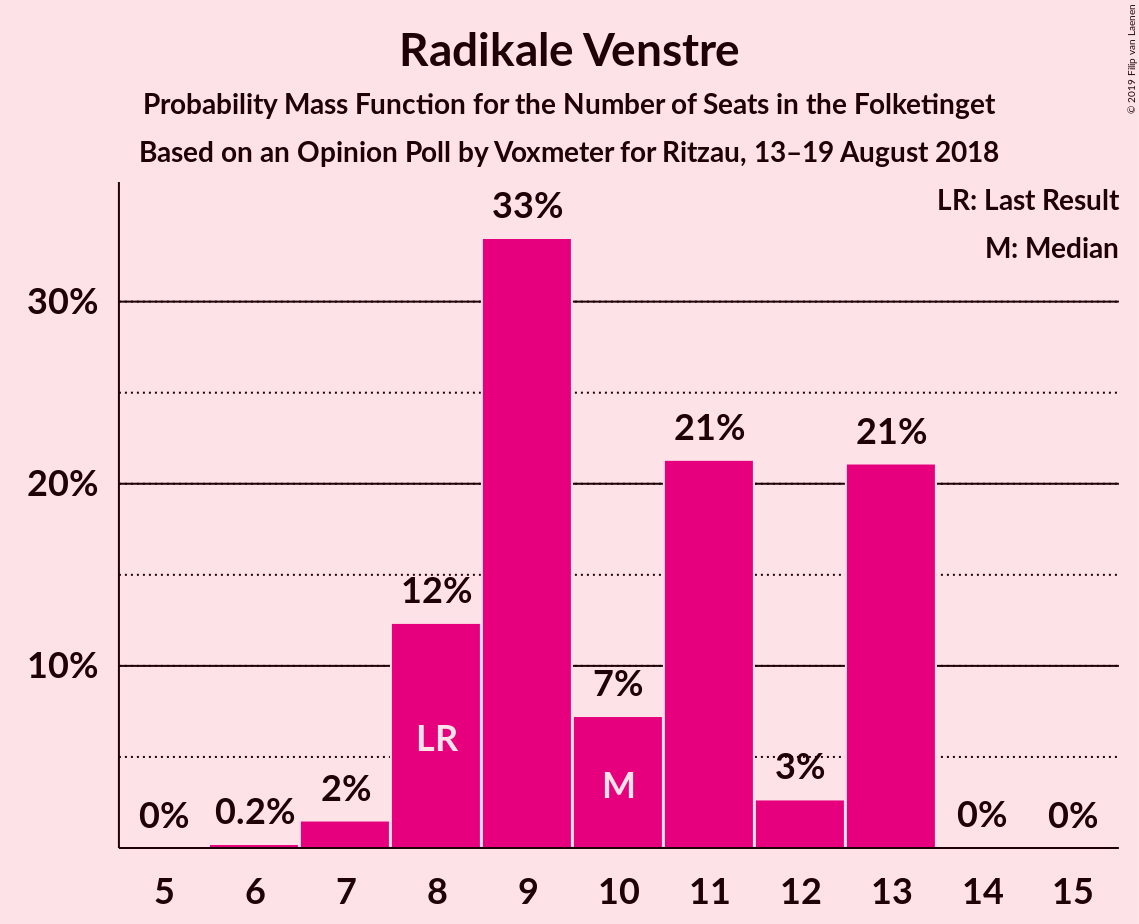 Radikale Venstre
Probability Mass Function for the Number of Seats in the Folketinget
Based on an Opinion Poll by Voxmeter for Ritzau, 13–19 August 2018
© 2019 Filip van Laenen
LR: Last Result
M: Median
30%
20%
10%
0%
0.2%
2%
12%
33%
7%
21%
3%
21%
0%
0%
LR
M
5 6 7 8 9 10 11 12 13 14 15